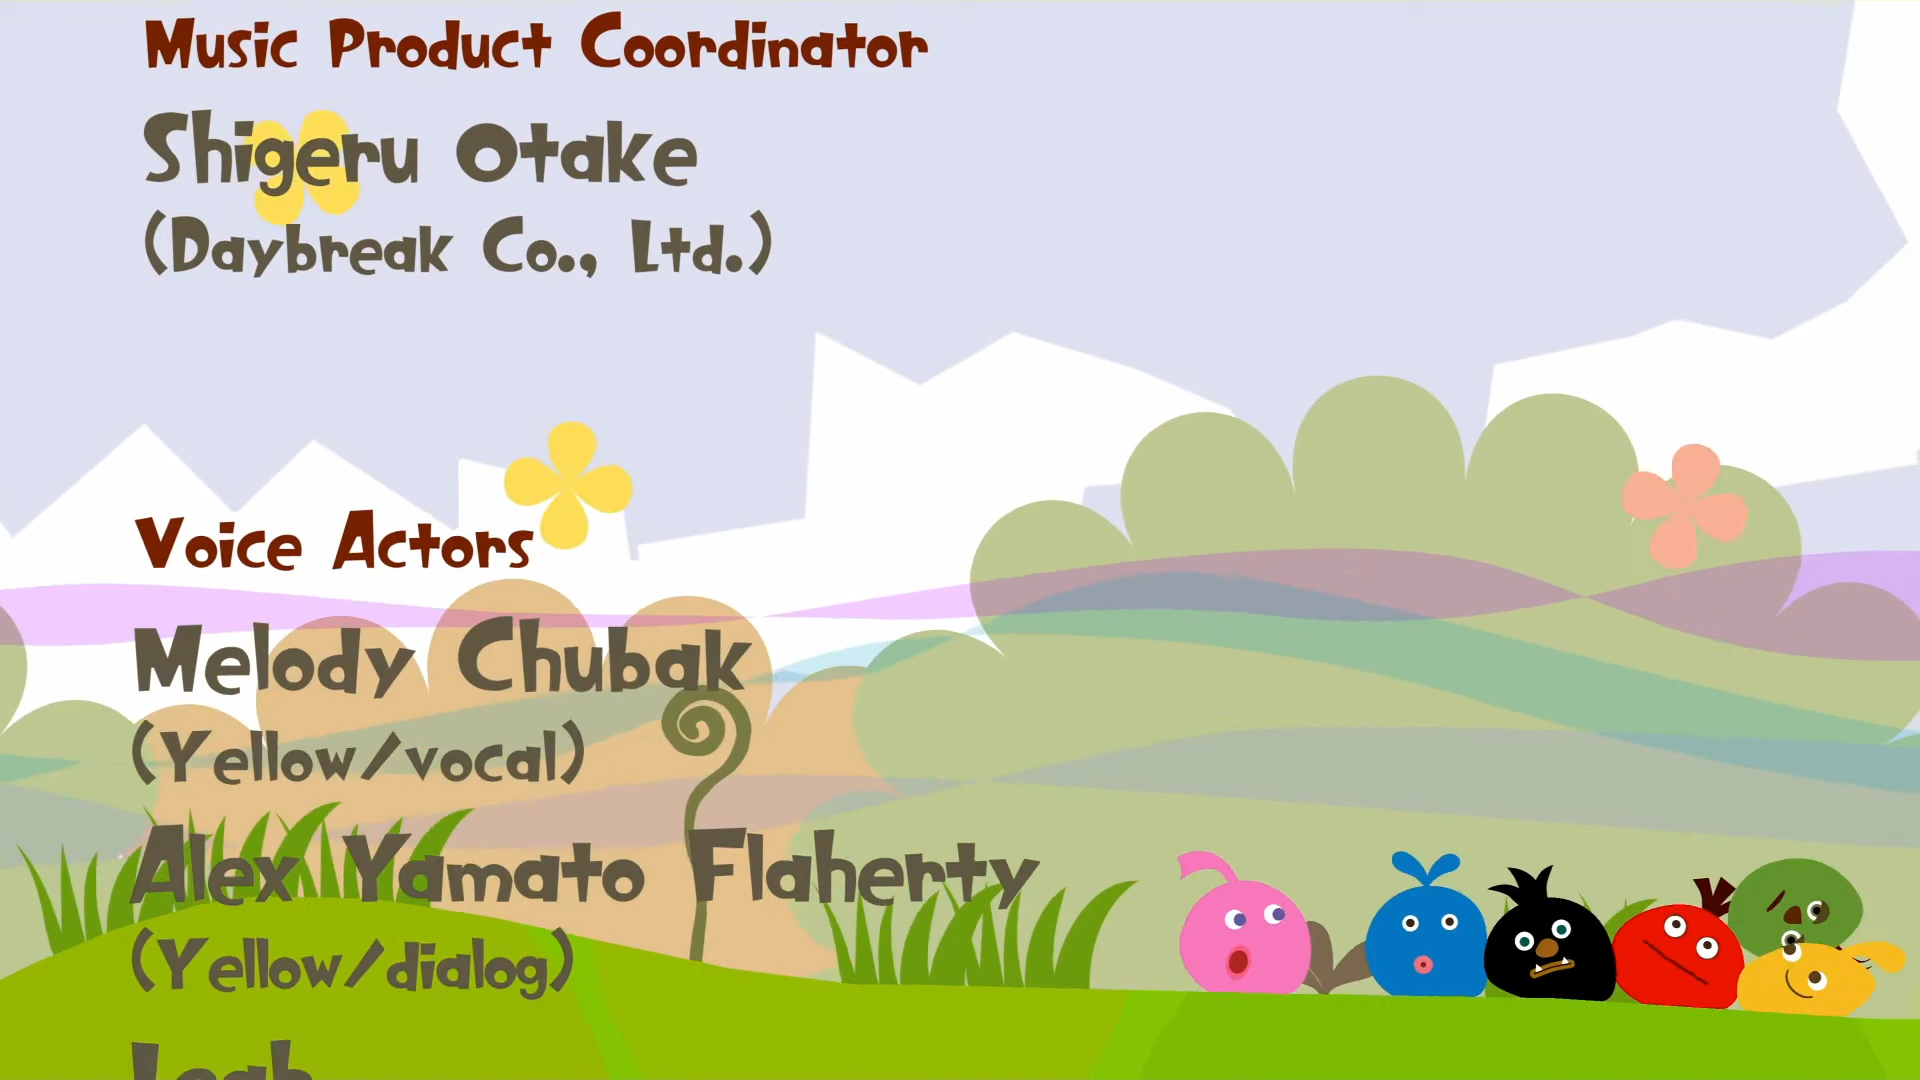 Music Product Coordinator
Shigeru Otake
(Daybreak Co., Ltd.)
Voice Actors
Melody Chubak
(Yellow/vocal)
Alex Yamato Flaherty
(Yellow/dialog)